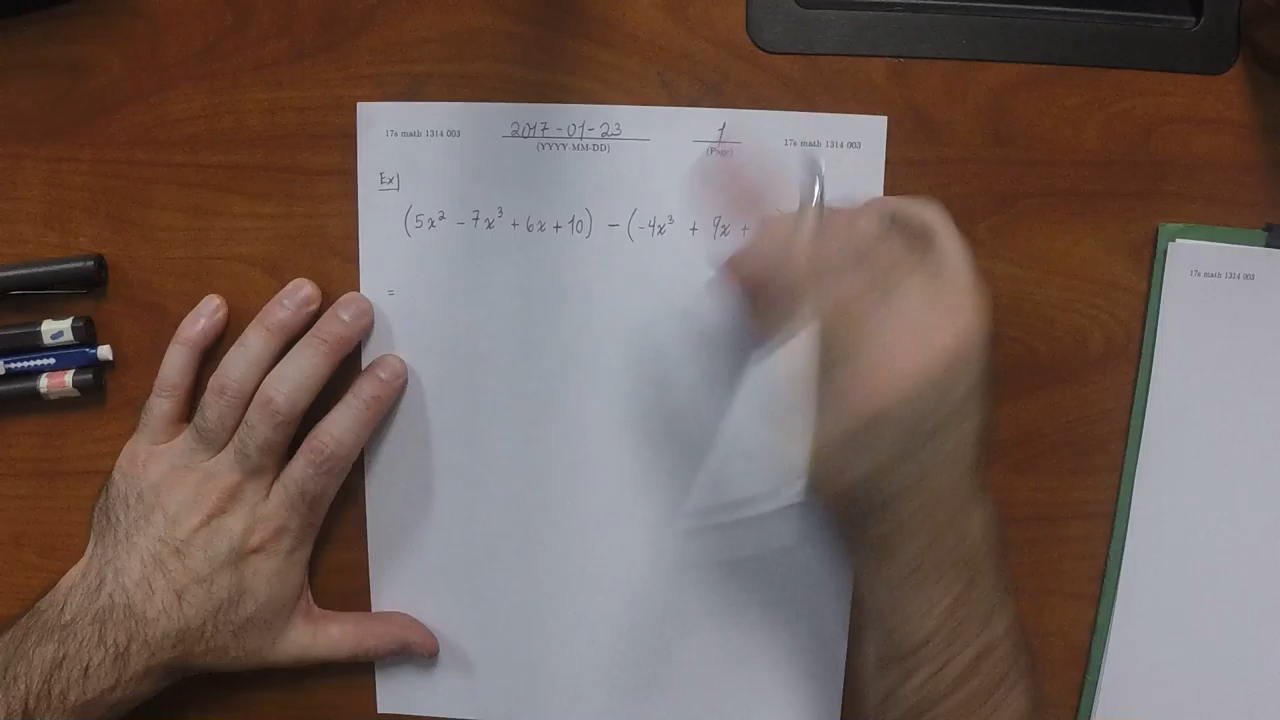 17s math 1314 003 2017-01-23 1 17s math 1314 003
(YYYY-MM-DD) (Page)
Ex
(5x² - 7x³ + 6x + 10) - (-4x³ + 9x +
=
17s math 1314 003